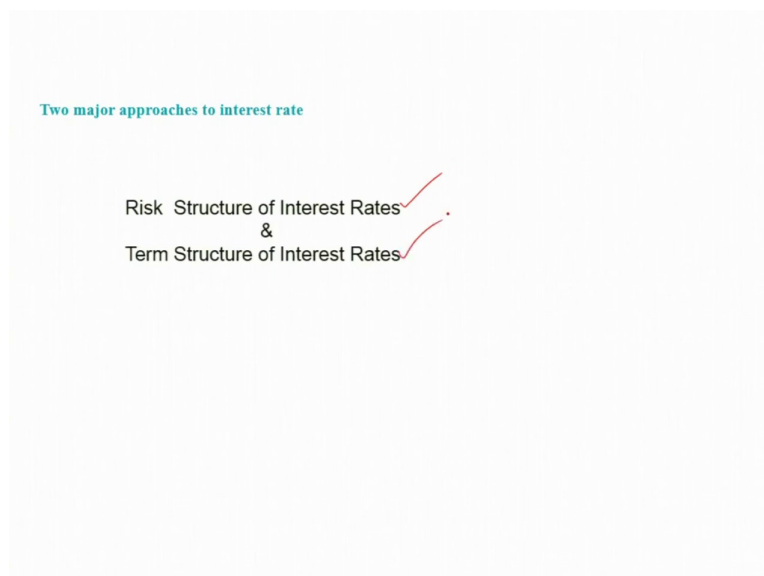 Two major approaches to interest rate
Risk Structure of Interest Rates
&
Term Structure of Interest Rates